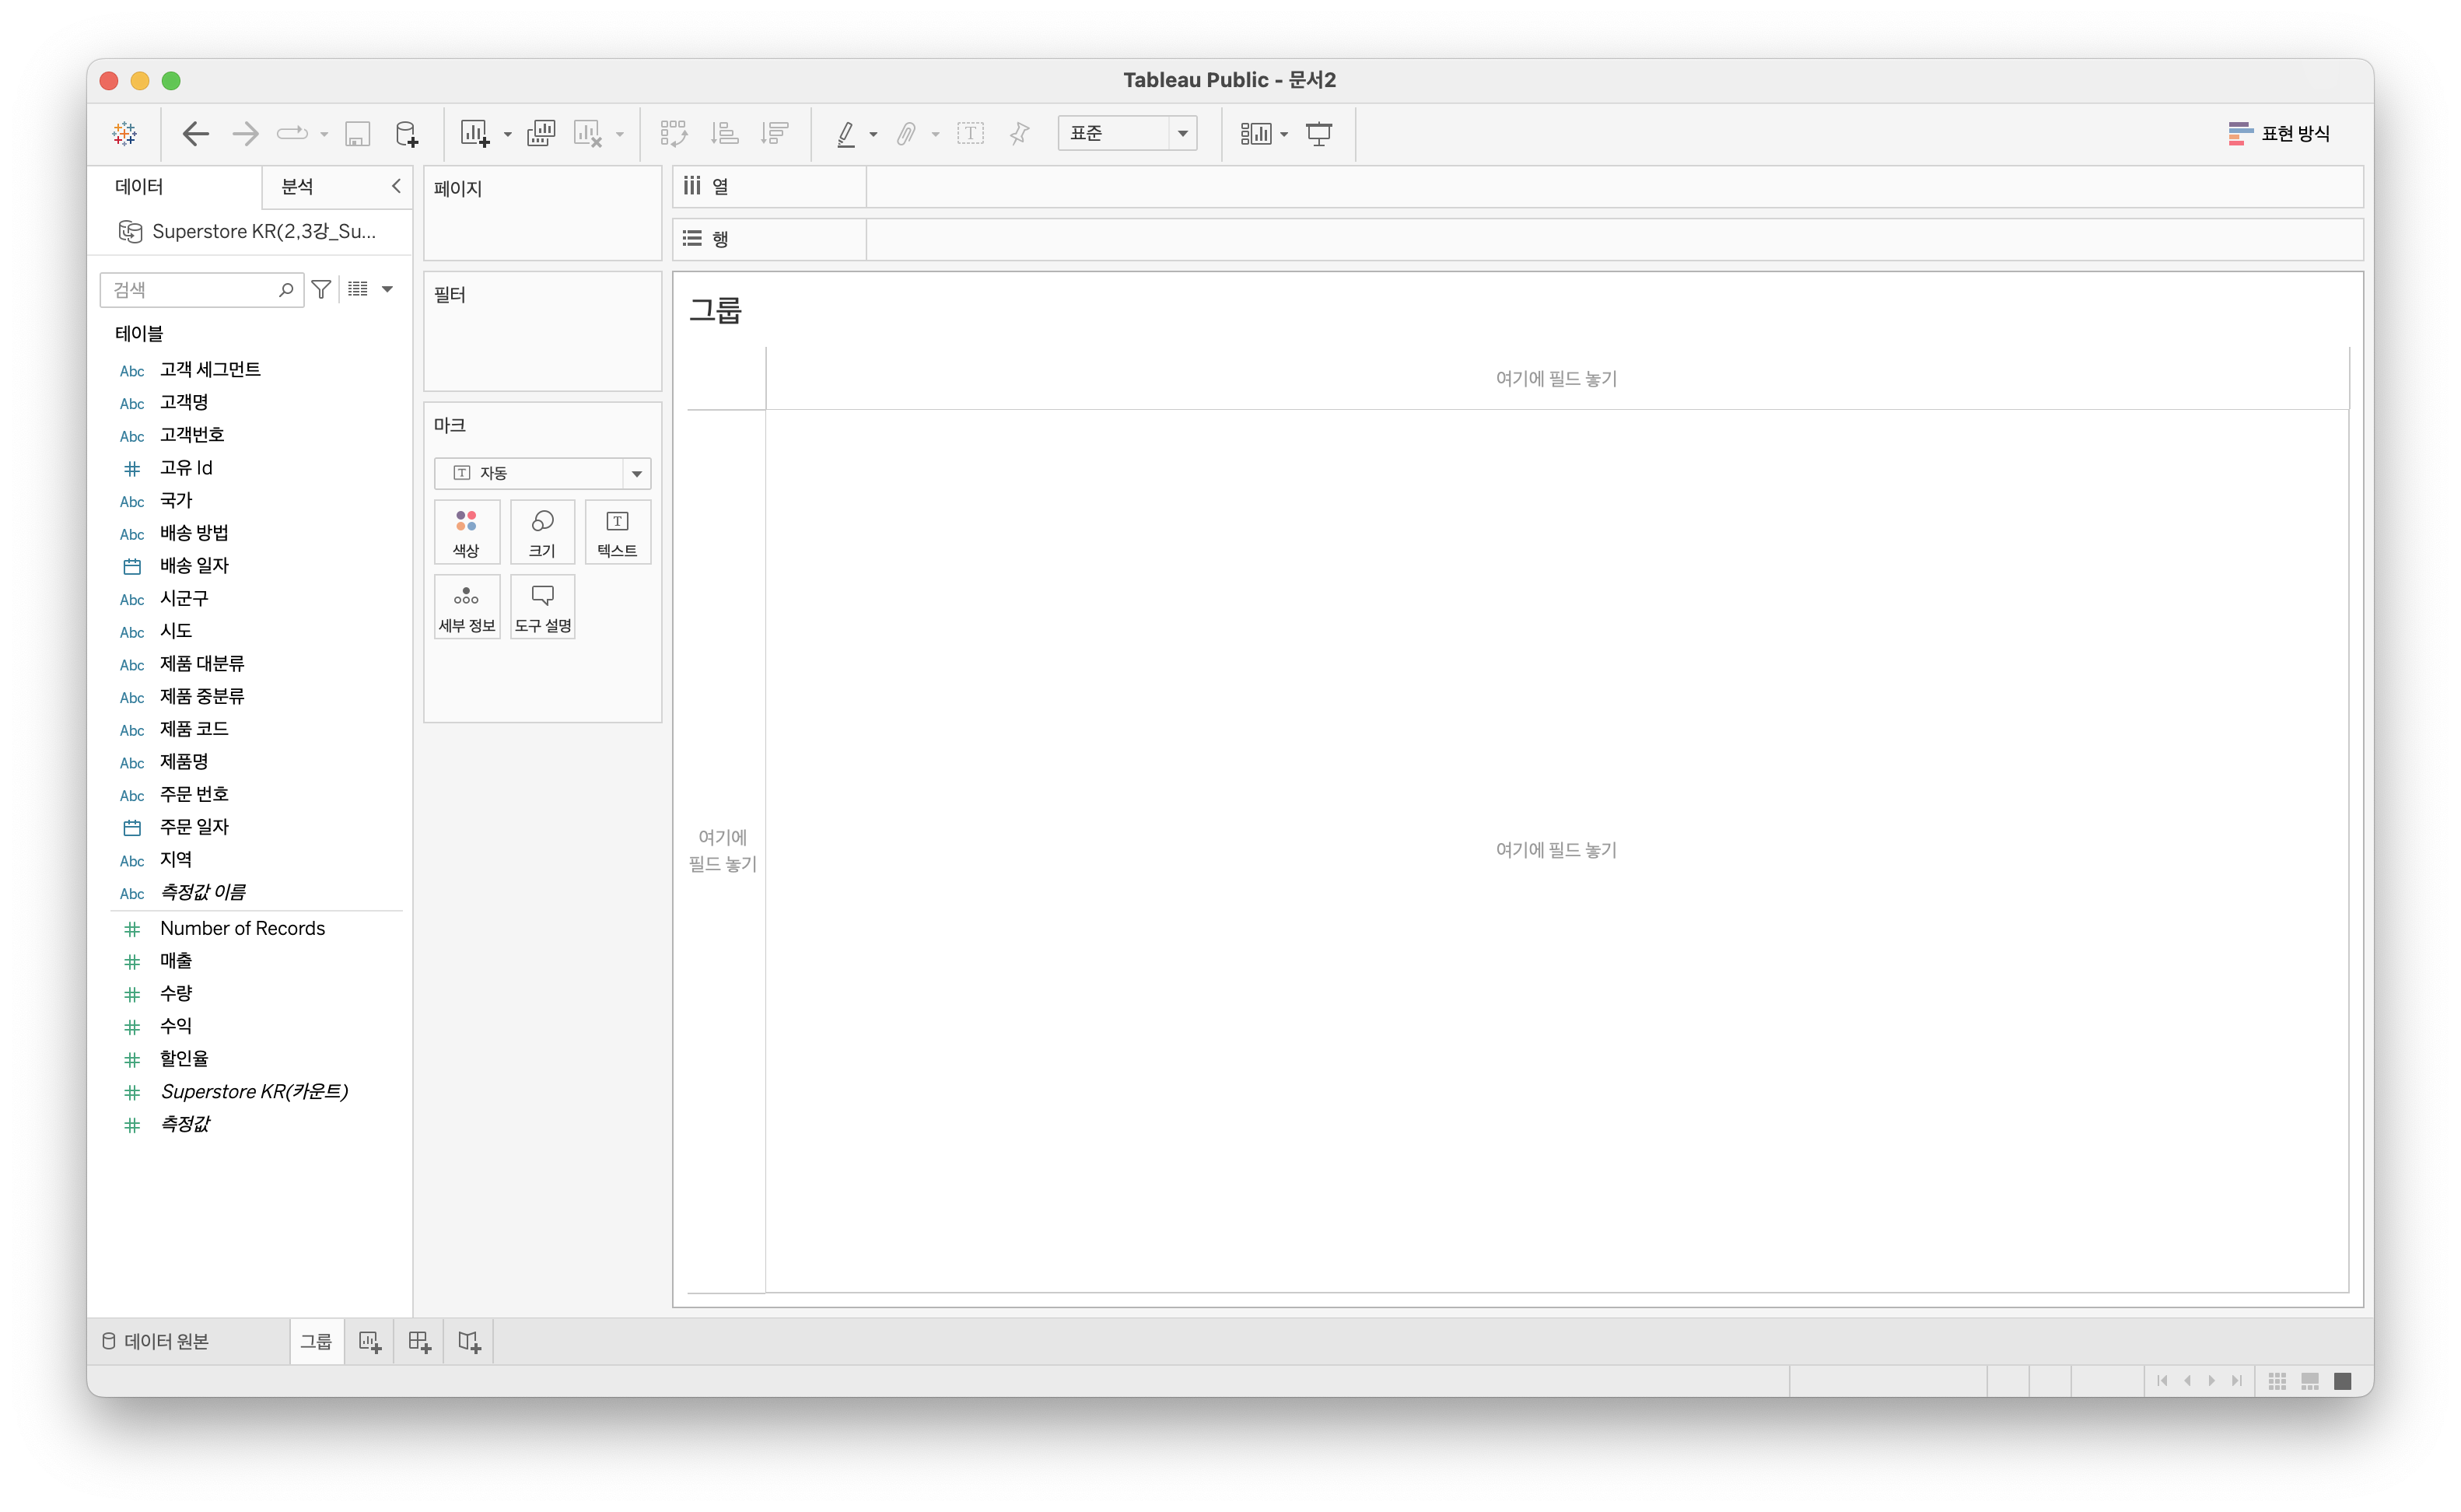 Tableau Public - 문서2
표준
표현 방식
데이터
분석
Superstore KR(2,3강_Su...
검색
테이블
Abc 고객 세그먼트
Abc 고객명
Abc 고객번호
고유 Id
Abc 국가
Abc 배송 방법
배송 일자
Abc 시군구
Abc 시도
Abc 제품 대분류
Abc 제품 중분류
Abc 제품 코드
Abc 제품명
Abc 주문 번호
주문 일자
Abc 지역
Abc 측정값 이름
Number of Records
매출
수량
수익
할인율
Superstore KR(카운트)
측정값
페이지
필터
마크
자동
색상
크기
텍스트
세부 정보
도구 설명
열
행
그룹
여기에 필드 놓기
여기에
필드 놓기
여기에 필드 놓기
데이터 원본
그룹